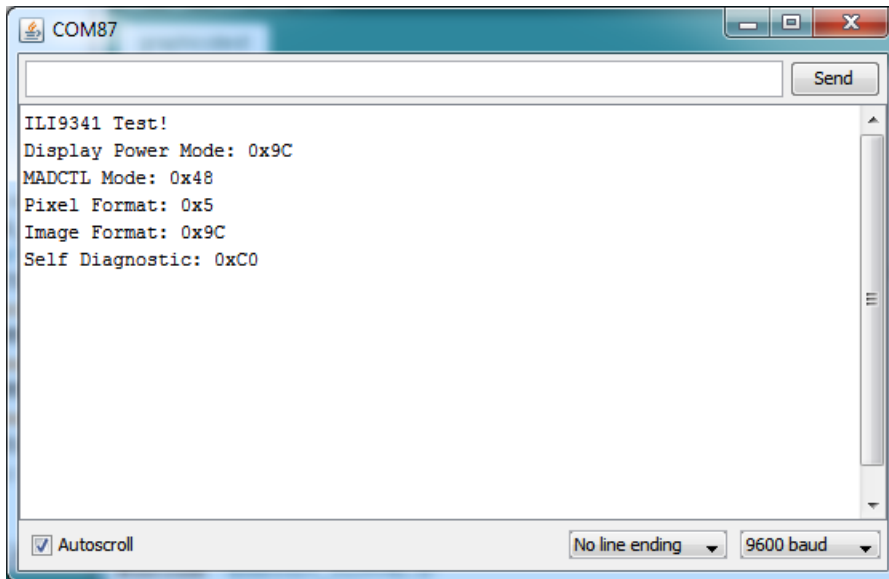 COM87
Send
ILI9341 Test!
Display Power Mode: 0x9C
MADCTL Mode: 0x48
Pixel Format: 0x5
Image Format: 0x9C
Self Diagnostic: 0xC0
Autoscroll
No line ending
9600 baud